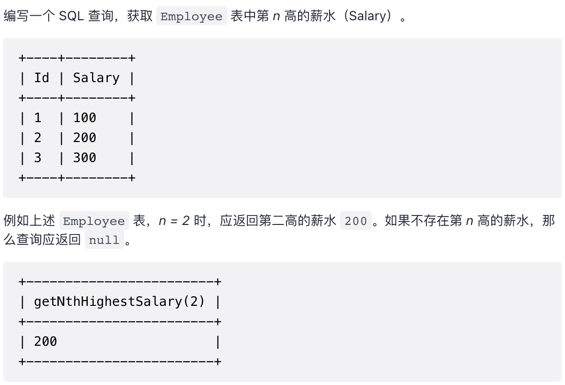 编写一个 SQL 查询，获取 Employee 表中第 n 高的薪水（Salary）。
+----+--------+
| Id | Salary |
+----+--------+
| 1  | 100    |
| 2  | 200    |
| 3  | 300    |
+----+--------+
例如上述 Employee 表，n = 2 时，应返回第二高的薪水 200。如果不存在第 n 高的薪水，那
么查询应返回 null。
+------------------------+
| getNthHighestSalary(2) |
+------------------------+
| 200                    |
+------------------------+